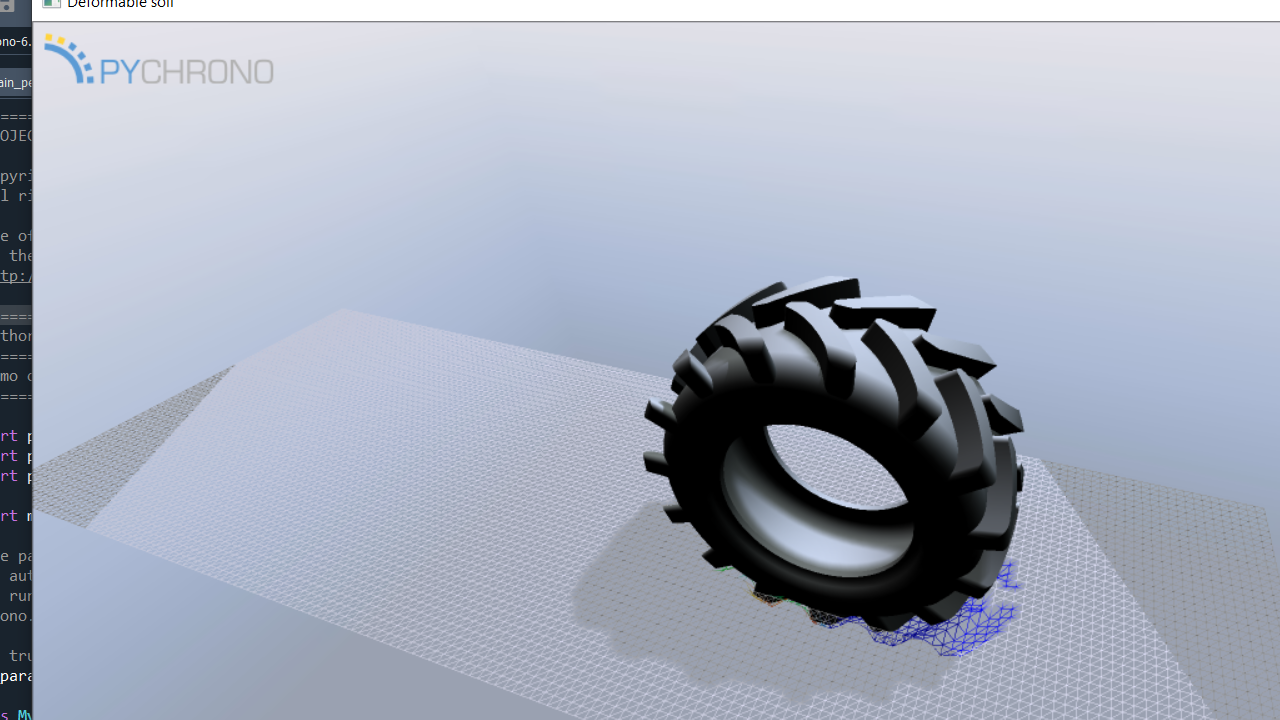 Deformable soil
PYCHRONO
ono-6.
ain_pe
====
OJEC
pyri
l ri
e of
the
tp:/
====
thor
====
mo d
====
rt p
rt p
rt p
rt m
e pa
aut
rur
ono.
tru
para
s My